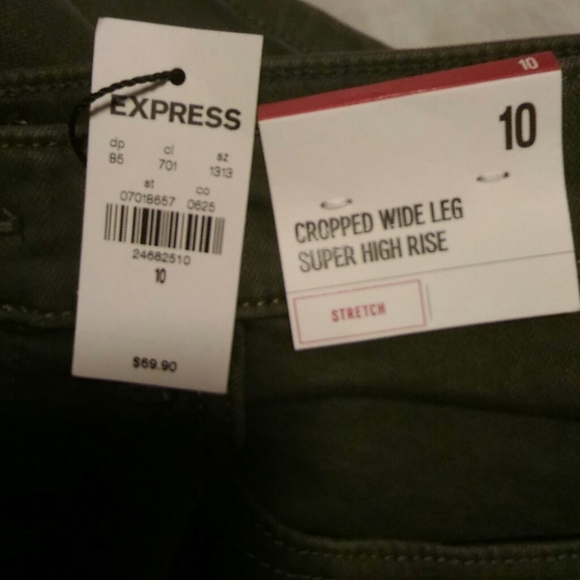 EXPRESS
dp cl sz
85 701 1313
st co
07018657 0625
24682510
10
$69.90
10
10
CROPPED WIDE LEG
SUPER HIGH RISE
STRETCH